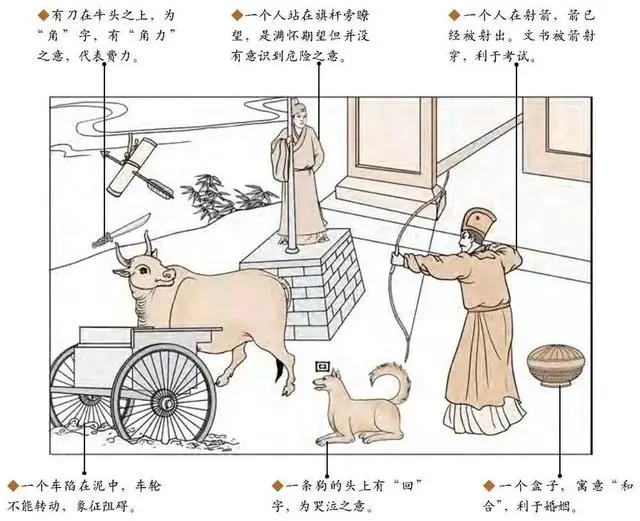 ◆有刀在牛头之上，为
“角”字，有“角力”
之意，代表费力。
◆一个人站在旗杆旁瞭
望，是满怀期望但并没
有意识到危险之意。
◆一个人在射箭，箭已
经被射出。文书被箭射
穿，利于考试。
回
◆一个车陷在泥中，车轮
不能转动，象征阻碍。
◆一条狗的头上有“回”
字，为哭泣之意。
◆一个盒子，寓意“和
合”，利于婚姻。